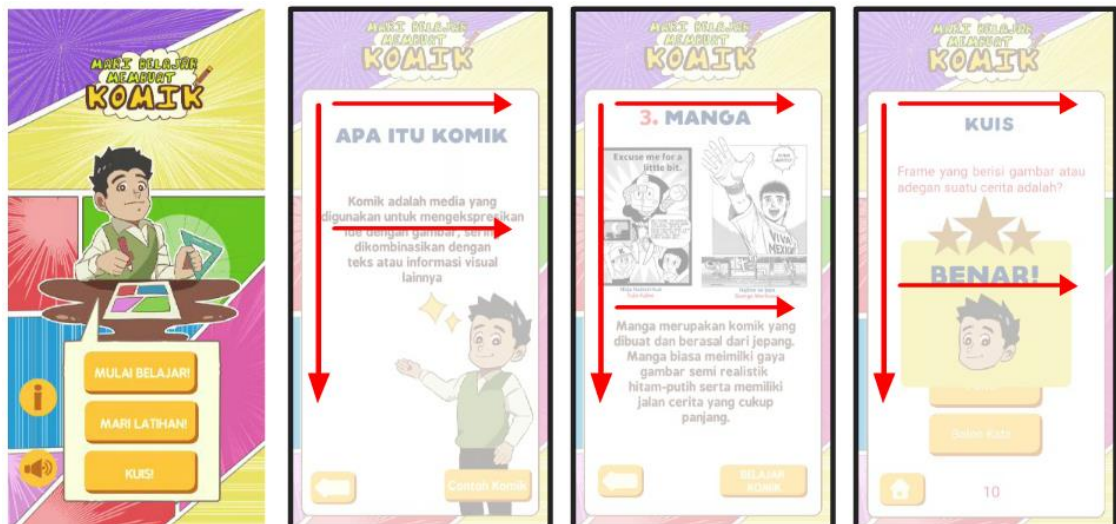 MARI BELAJAR
MEMBUAT
KOMIK
MULAI BELAJAR!
MARI LATIHAN!
KUIS!
MARI BELAJAR
MEMBUAT
KOMIK
APA ITU KOMIK
Komik adalah media yang
digunakan untuk mengekspresikan
ide dengan gambar, sering
dikombinasikan dengan
teks atau informasi visual
lainnya
Contoh Komik
MARI BELAJAR
MEMBUAT
KOMIK
3. MANGA
Excuse me for a
little bit.
VIVA
MEXICO
Manga merupakan komik yang
dibuat dan berasal dari jepang.
Manga biasa meimilki gaya
gambar semi realistik
hitam-putih serta memiliki
jalan cerita yang cukup
panjang.
BELAJAR
KOMIK
MARI BELAJAR
MEMBUAT
KOMIK
KUIS
Frame yang berisi gambar atau
adegan suatu cerita adalah?
BENAR!
Balon Kata
10